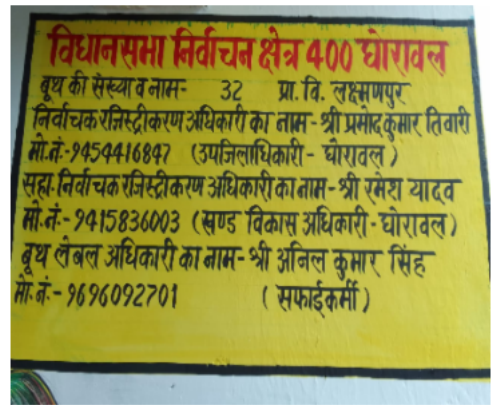 विधानसभा निर्वाचन क्षेत्र 400 घोरावल
बूथ की संख्या व नाम- 32 प्रा. वि. लक्ष्मणपुर
निर्वाचक रजिस्ट्रीकरण अधिकारी का नाम- श्री प्रमोद कुमार तिवारी
मो.नं:-9454416847 (उपजिलाधिकारी- घोरावल)
सहा. निर्वाचक रजिस्ट्रीकरण अधिकारी का नाम- श्री रमेश यादव
मो.नं:-9415836003 (खण्ड विकास अधिकारी-घोरावल)
बूथ लेबल अधिकारी का नाम- श्री अनिल कुमार सिंह
मो.नं:-9696092701 (सफाईकर्मी)